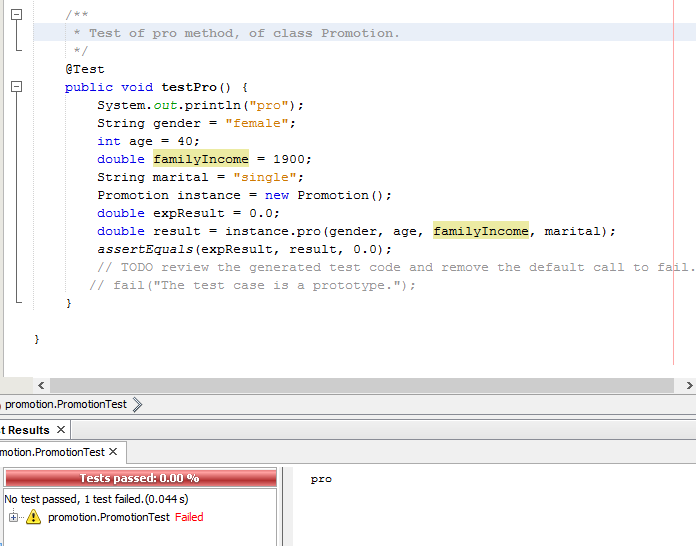 /**
* Test of pro method, of class Promotion.
*/
@Test
public void testPro() {
System.out.println("pro");
String gender = "female";
int age = 40;
double familyIncome = 1900;
String marital = "single";
Promotion instance = new Promotion();
double expResult = 0.0;
double result = instance.pro(gender, age, familyIncome, marital);
assertEquals(expResult, result, 0.0);
// TODO review the generated test code and remove the default call to fail.
// fail("The test case is a prototype.");
}
}
promotion.PromotionTest
t Results
motion.PromotionTest
Tests passed: 0.00 %
pro
No test passed, 1 test failed.(0.044 s)
promotion.PromotionTest Failed